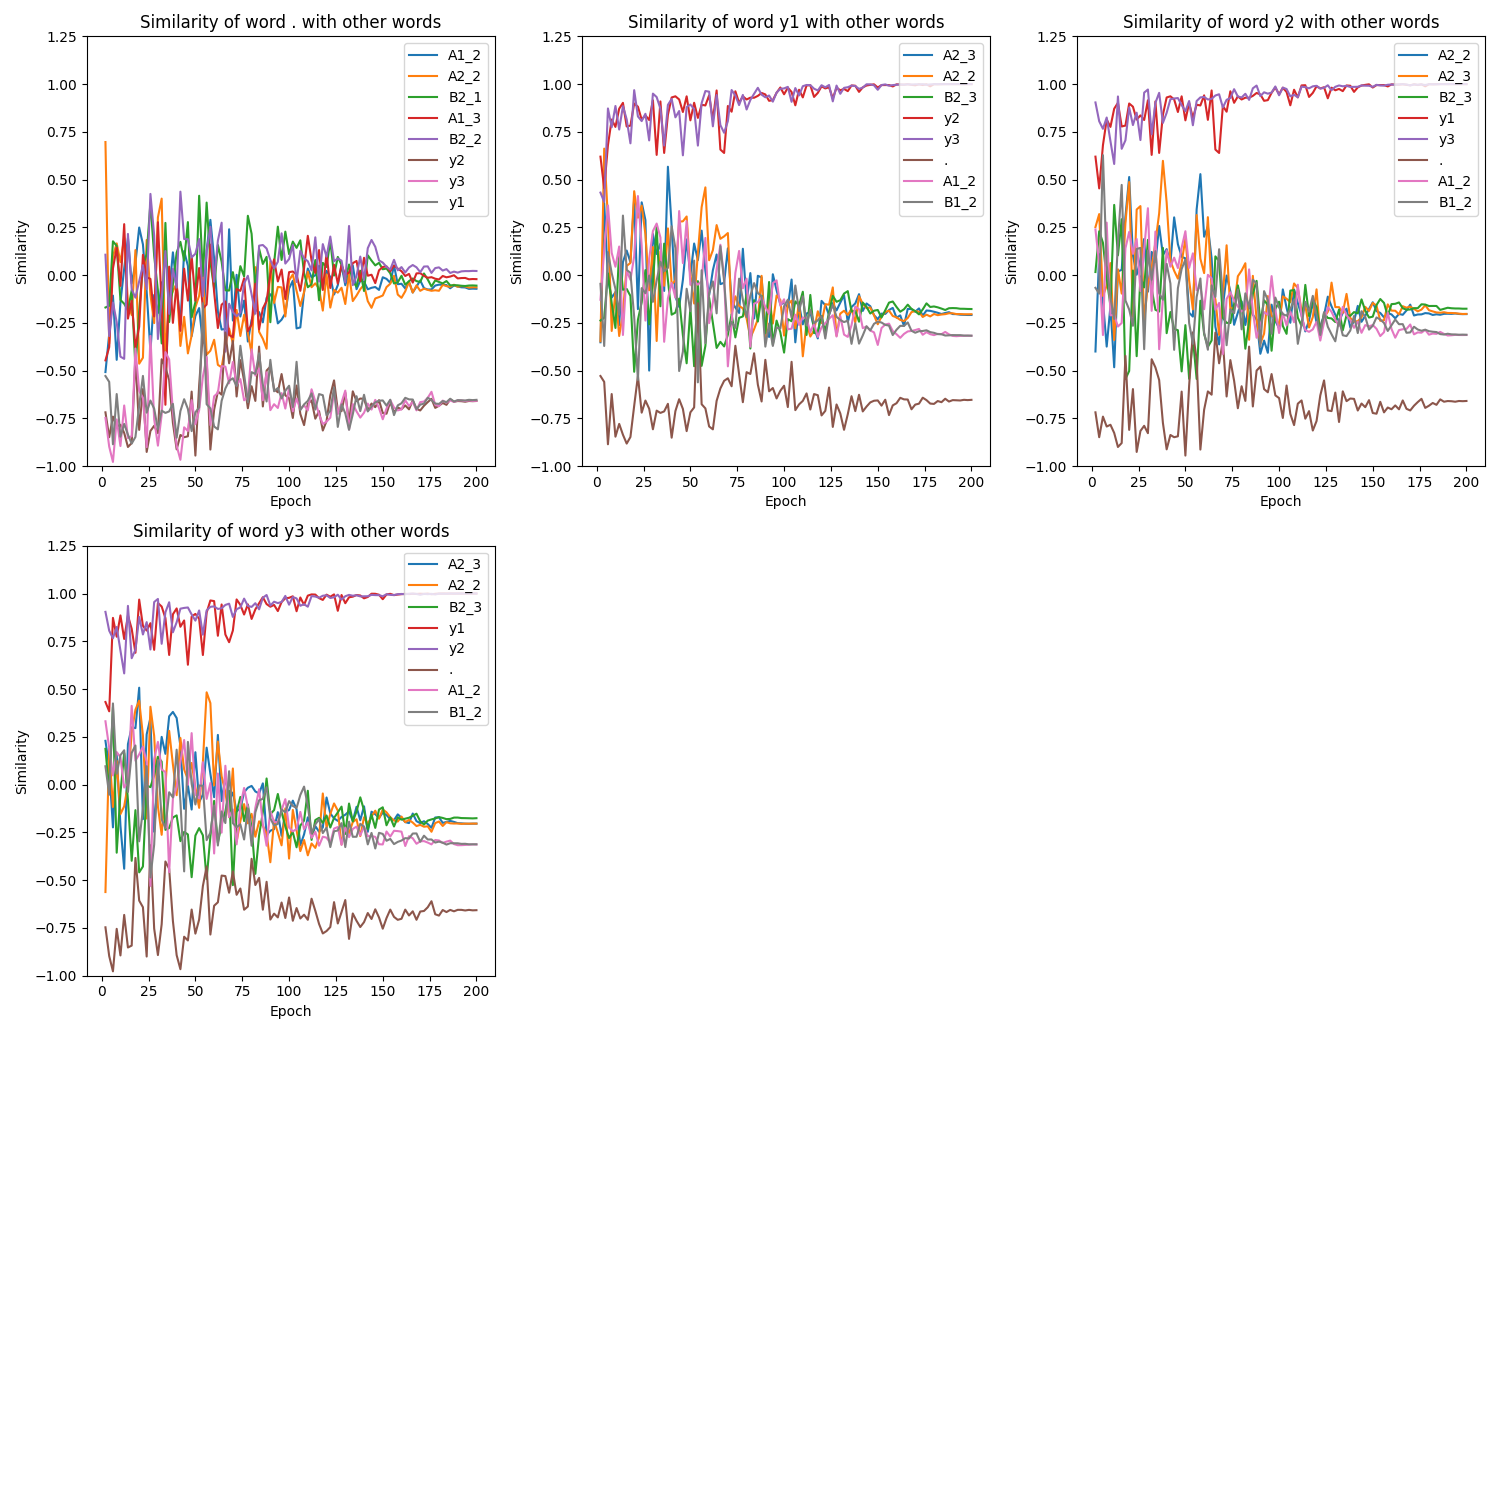 Similarity of word . with other words
Similarity
1.25
1.00
0.75
0.50
0.25
0.00
−0.25
−0.50
−0.75
−1.00
0 25 50 75 100 125 150 175 200
Epoch
A1_2
A2_2
B2_1
A1_3
B2_2
y2
y3
y1
Similarity of word y1 with other words
Similarity
1.25
1.00
0.75
0.50
0.25
0.00
−0.25
−0.50
−0.75
−1.00
0 25 50 75 100 125 150 175 200
Epoch
A2_3
A2_2
B2_3
y2
y3
.
A1_2
B1_2
Similarity of word y2 with other words
Similarity
1.25
1.00
0.75
0.50
0.25
0.00
−0.25
−0.50
−0.75
−1.00
0 25 50 75 100 125 150 175 200
Epoch
A2_2
A2_3
B2_3
y1
y3
.
A1_2
B1_2
Similarity of word y3 with other words
Similarity
1.25
1.00
0.75
0.50
0.25
0.00
−0.25
−0.50
−0.75
−1.00
0 25 50 75 100 125 150 175 200
Epoch
A2_3
A2_2
B2_3
y1
y2
.
A1_2
B1_2